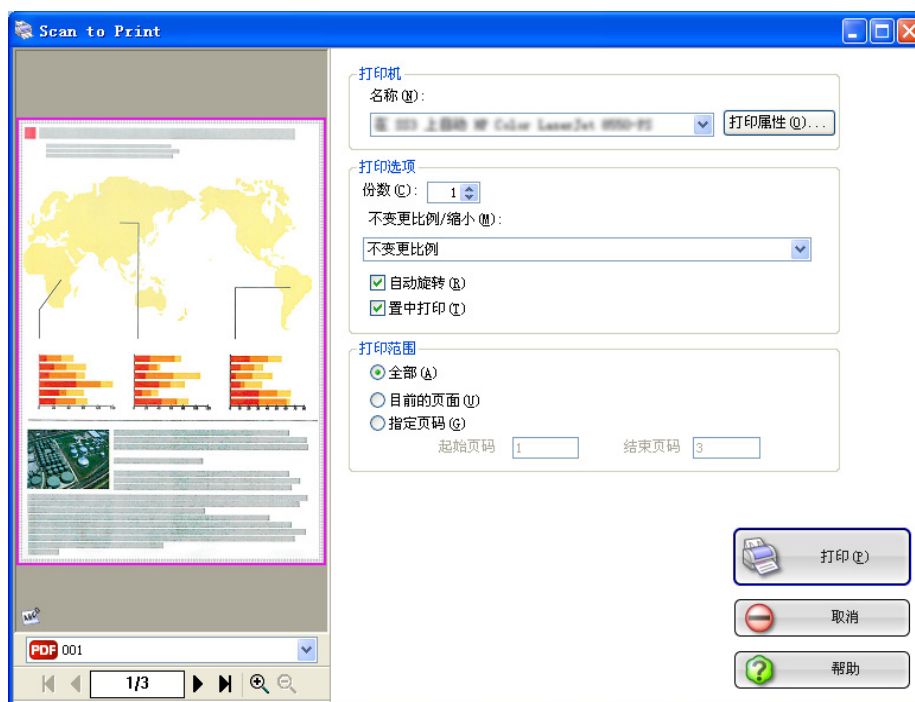 Scan to Print
打印机
名称(N):
打印属性(O)...
打印选项
份数(C): 1
不变更比例/缩小(M):
不变更比例
自动旋转(R)
置中打印(T)
打印范围
全部(A)
目前的页面(U)
指定页码(G)
起始页码 1 结束页码 3
打印(P)
取消
帮助
PDF 001
1/3